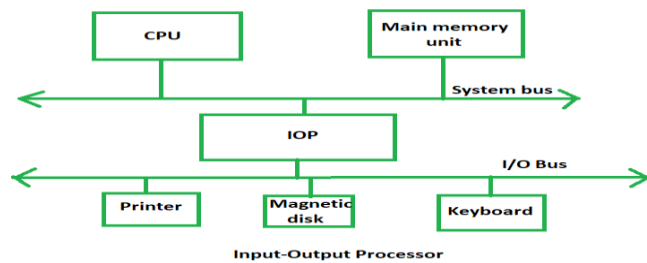 CPU
Main memory
unit
System bus
IOP
I/O Bus
Printer
Magnetic
disk
Keyboard
Input-Output Processor